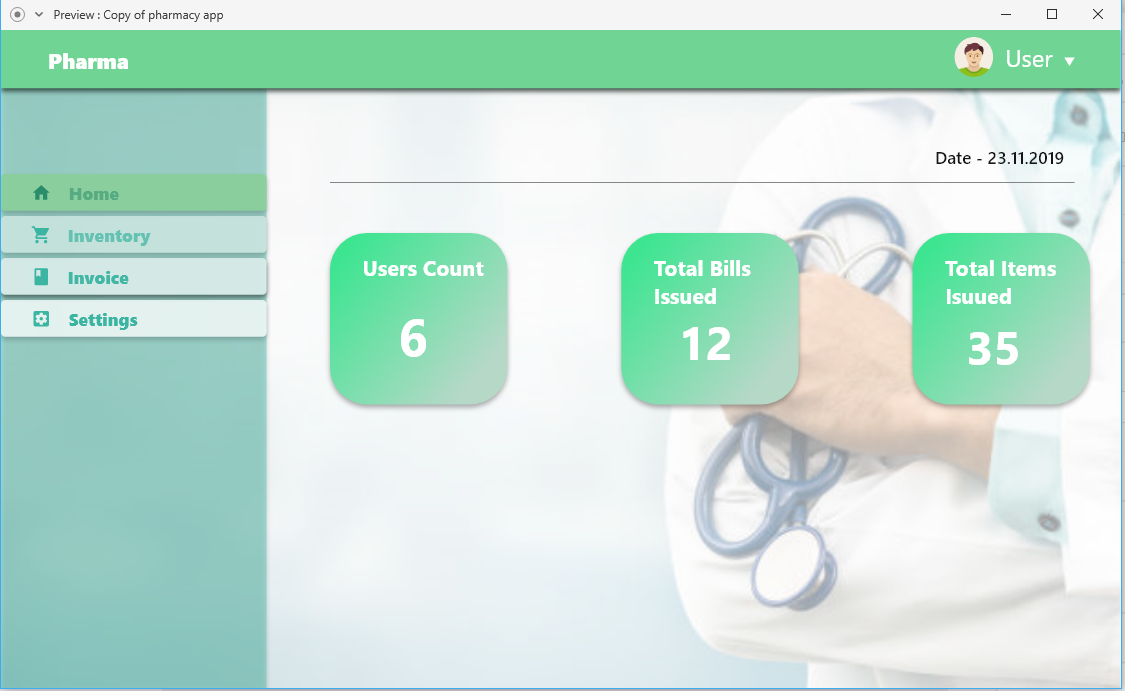 Preview : Copy of pharmacy app
Pharma
User
Date - 23.11.2019
Home
Inventory
Invoice
Settings
Users Count
6
Total Bills
Issued
12
Total Items
Isuued
35